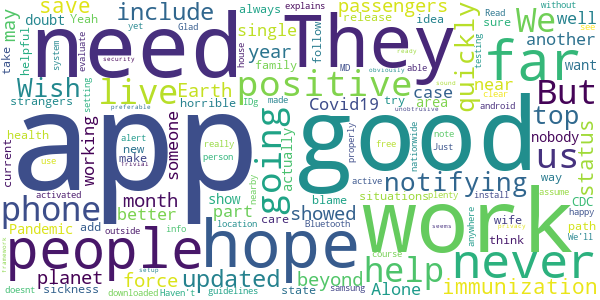 save
doubt
Yeah
include
need
They
passengers
release
idea
Read
sure
may
helpful
We
always
single
year
follow
explains
Glad
yet
system
evaluate
well
see
far
quickly
another
want
take
try
Wish
live
positive
Earth
family
MD
able
ready
without
strangers
security
house
horrible
IDg
made
setting
preferable
obviously
sound
testing
near
clear
android
But
Covid19
case
area
app
good
going
us
top
status
health
current
working
someone
alert
new
make
Trivial
really
person
use
free
unobtrusive
actually
nearby
properly
note
Just
nationwide
notifying
nobody
way
CDC
phone
activated
month
better
show
part
active
situations
plenty
install
blame
showed
wife
think
seems
anywhere
privacy
assume
happy
path
We'll
Pandemic
add
outside
info
location
Bluetooth
care
work
never
people
hope
updated
help
Alone
beyond
state
samsung
planet
force
of course
doesnt
sickness
downloaded
setup
Haven't
guidelines
immunization